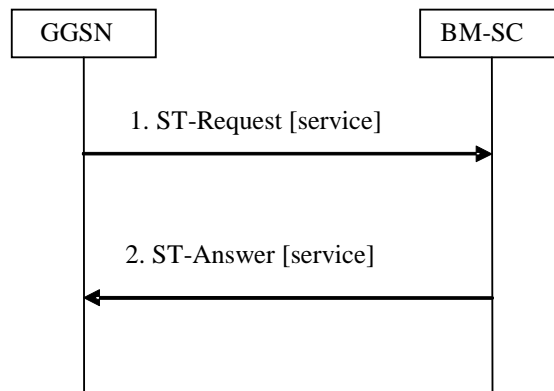 GGSN
BM-SC
1. ST-Request [service]
2. ST-Answer [service]